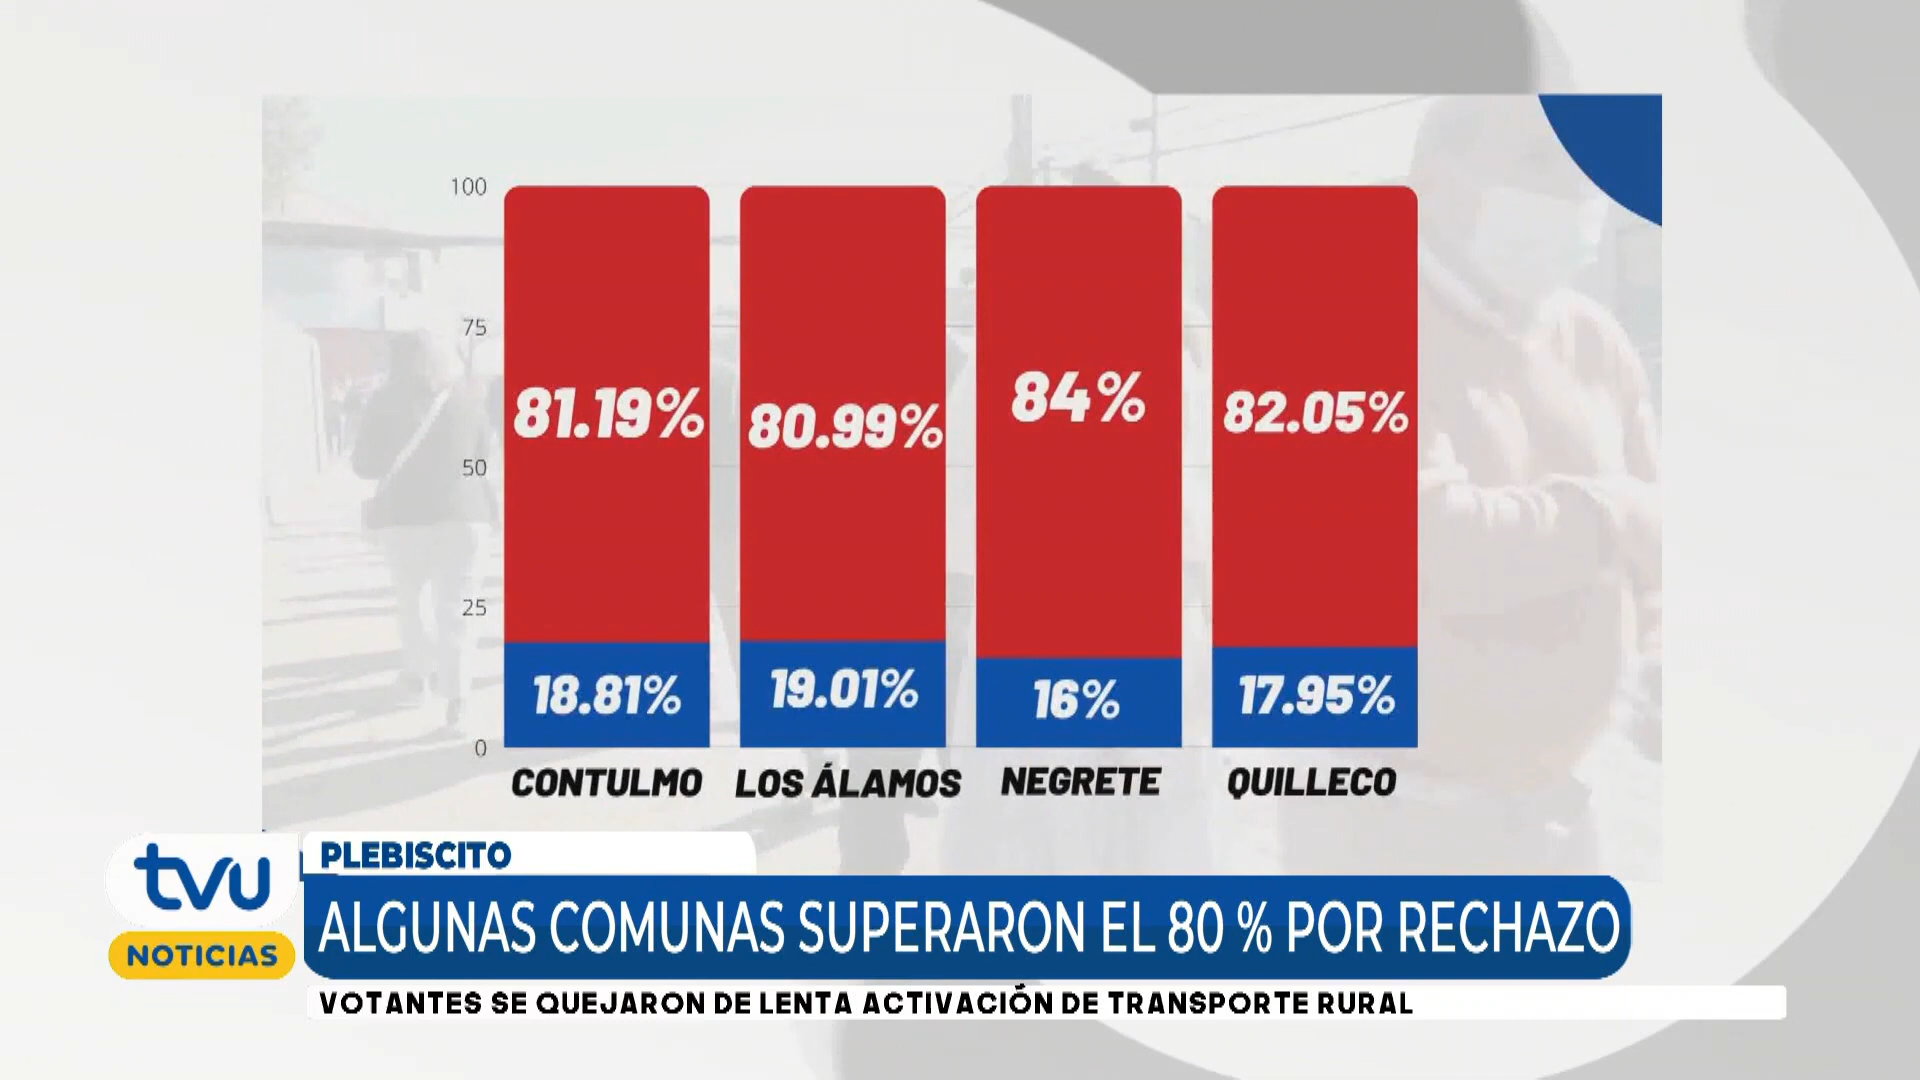 100
75
50
25
0
81.19%
80.99%
84%
82.05%
18.81%
19.01%
16%
17.95%
CONTULMO
LOS ÁLAMOS
NEGRETE
QUILLECO
tvu
NOTICIAS
PLEBISCITO
ALGUNAS COMUNAS SUPERARON EL 80 % POR RECHAZO
VOTANTES SE QUEJARON DE LENTA ACTIVACIÓN DE TRANSPORTE RURAL